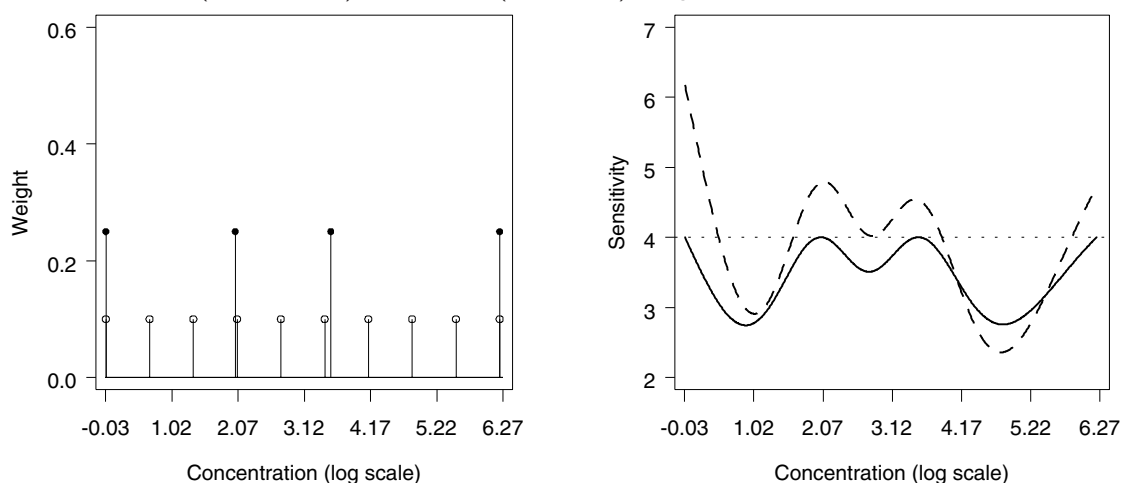 0.6
0.4
0.2
0.0
Weight
-0.03 1.02 2.07 3.12 4.17 5.22 6.27
Concentration (log scale)
7
6
5
4
3
2
Sensitivity
-0.03 1.02 2.07 3.12 4.17 5.22 6.27
Concentration (log scale)